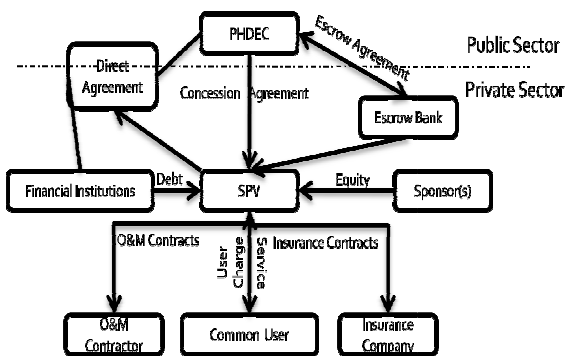 PHDEC
Escrow Agreement
Public Sector
Direct
Agreement
Concession Agreement
Private Sector
Escrow Bank
Financial Institutions
Debt
SPV
Equity
Sponsor(s)
O&M Contracts
User
Charge
Service
Insurance Contracts
O&M
Contractor
Common User
Insurance
Company